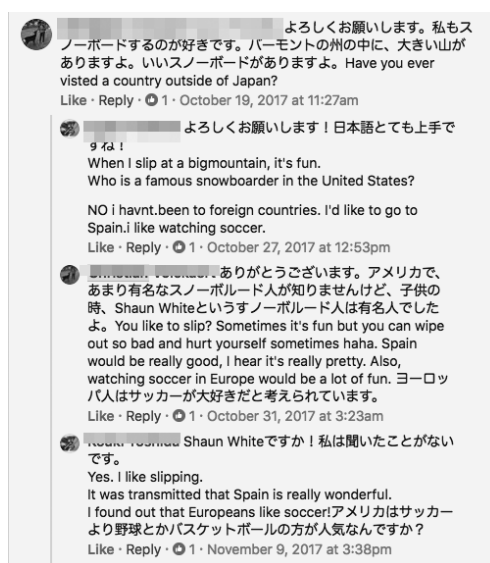 よろしくお願いします。私もス
ノーボードするのが好きです。バーモントの州の中に、大きい山が
ありますよ。いいスノーボードがありますよ。Have you ever
visted a country outside of Japan?
Like · Reply · 1 · October 19, 2017 at 11:27am
よろしくお願いします！日本語とても上手で
すね！
When I slip at a bigmountain, it's fun.
Who is a famous snowboarder in the United States?
NO i havnt.been to foreign countries. I'd like to go to
Spain.i like watching soccer.
Like · Reply · 1 · October 27, 2017 at 12:53pm
ありがとうございます。アメリカで、
あまり有名なスノーボルード人が知りませんけど、子供の
時、Shaun Whiteというすノーボルード人は有名人でした
よ。You like to slip? Sometimes it's fun but you can wipe
out so bad and hurt yourself sometimes haha. Spain
would be really good, I hear it's really pretty. Also,
watching soccer in Europe would be a lot of fun. ヨーロッ
パ人はサッカーが大好きだと考えられています。
Like · Reply · 1 · October 31, 2017 at 3:23am
Shaun Whiteですか！私は聞いたことがない
です。
Yes. I like slipping.
It was transmitted that Spain is really wonderful.
I found out that Europeans like soccer!アメリカはサッカー
より野球とかバスケットボールの方が人気なんですか？
Like · Reply · 1 · November 9, 2017 at 3:38pm